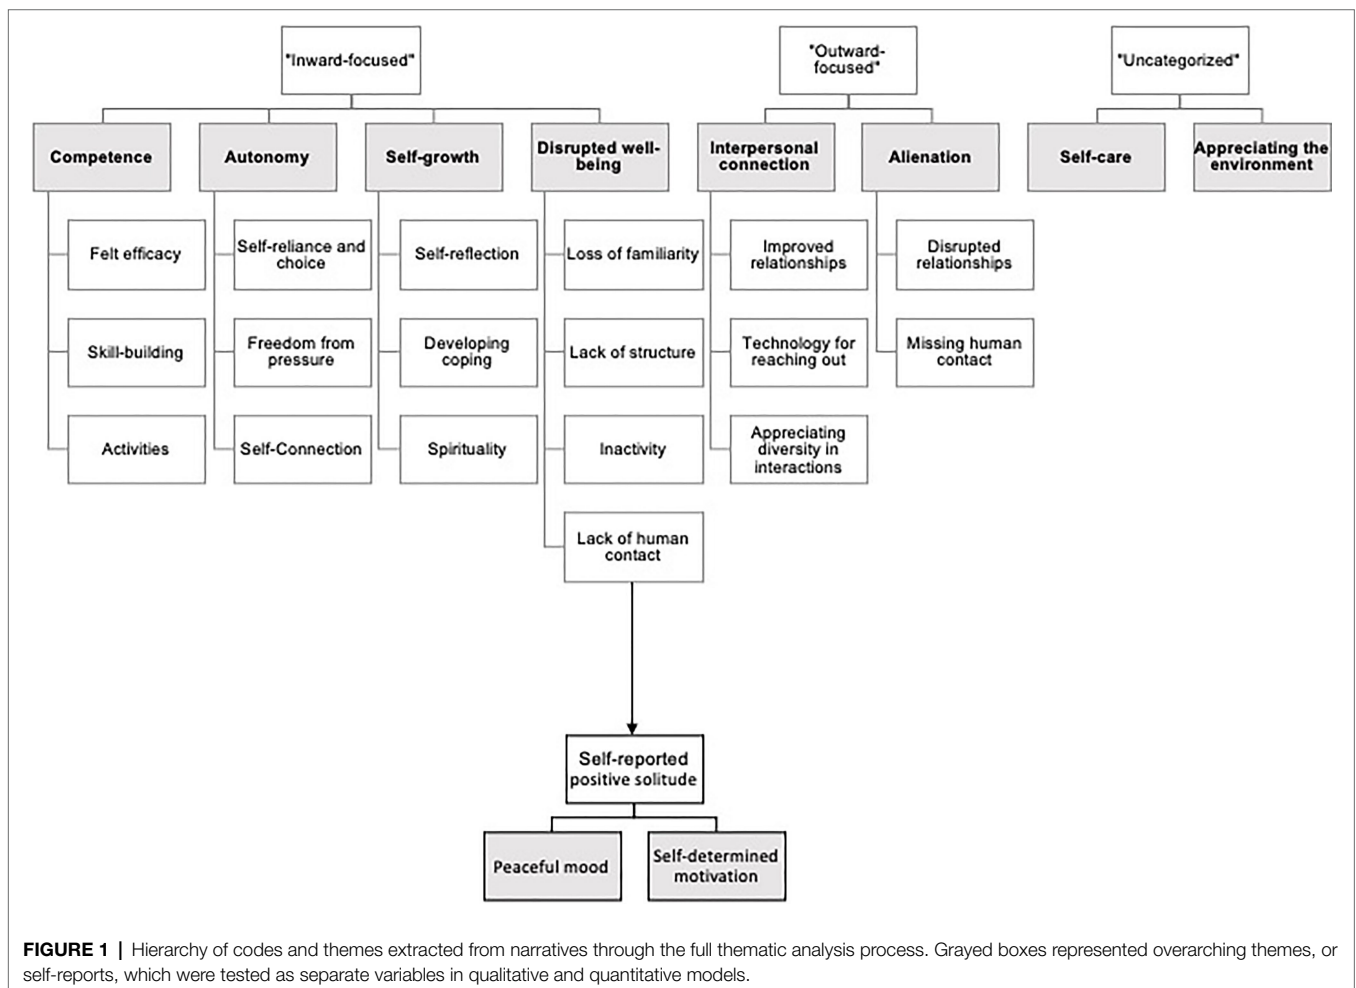 "Inward-focused"
"Outward-
focused"
"Uncategorized"
Competence
Autonomy
Self-growth
Disrupted well-
being
Interpersonal
connection
Alienation
Self-care
Appreciating the
environment
Felt efficacy
Self-reliance and
choice
Self-reflection
Loss of familiarity
Improved
relationships
Disrupted
relationships
Skill-building
Freedom from
pressure
Developing
coping
Lack of structure
Technology for
reaching out
Missing human
contact
Activities
Self-Connection
Spirituality
Inactivity
Appreciating
diversity in
interactions
Lack of human
contact
Self-reported
positive solitude
Peaceful mood
Self-determined
motivation
FIGURE 1 | Hierarchy of codes and themes extracted from narratives through the full thematic analysis process. Grayed boxes represented overarching themes, or
self-reports, which were tested as separate variables in qualitative and quantitative models.